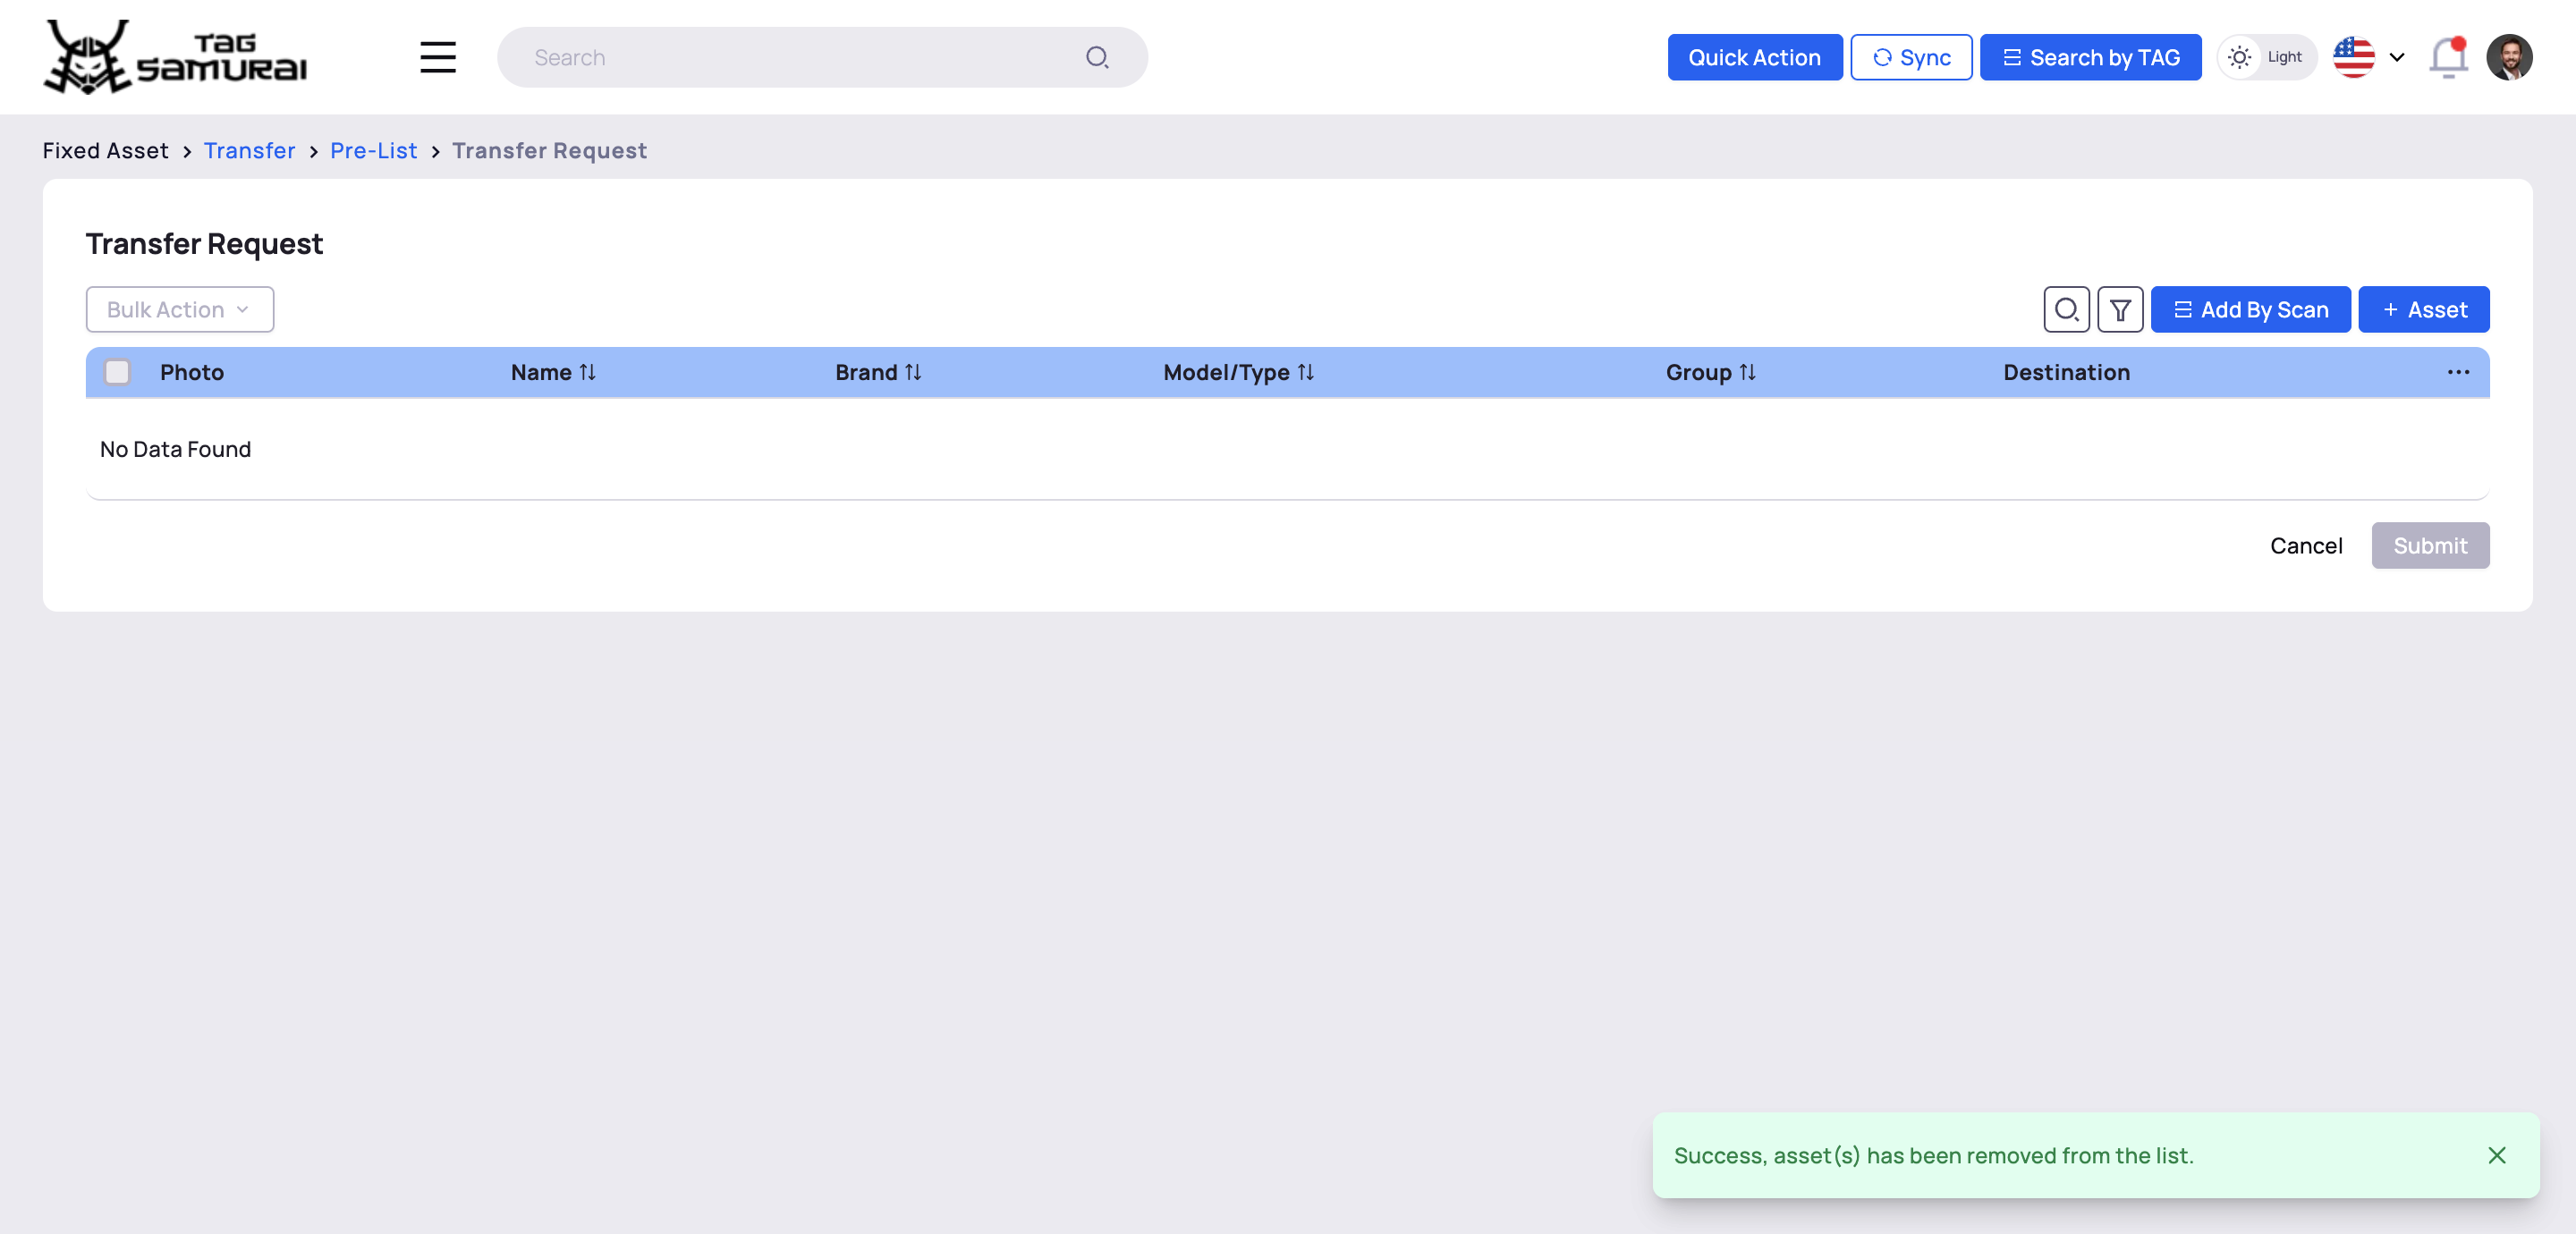 TAG
SAMURAI
Search
Quick Action
Sync
Search by TAG
Light
Fixed Asset > Transfer > Pre-List > Transfer Request
Transfer Request
Bulk Action
Add By Scan
+ Asset
Photo Name Brand Model/Type Group Destination ...
No Data Found
Cancel
Submit
Success, asset(s) has been removed from the list.